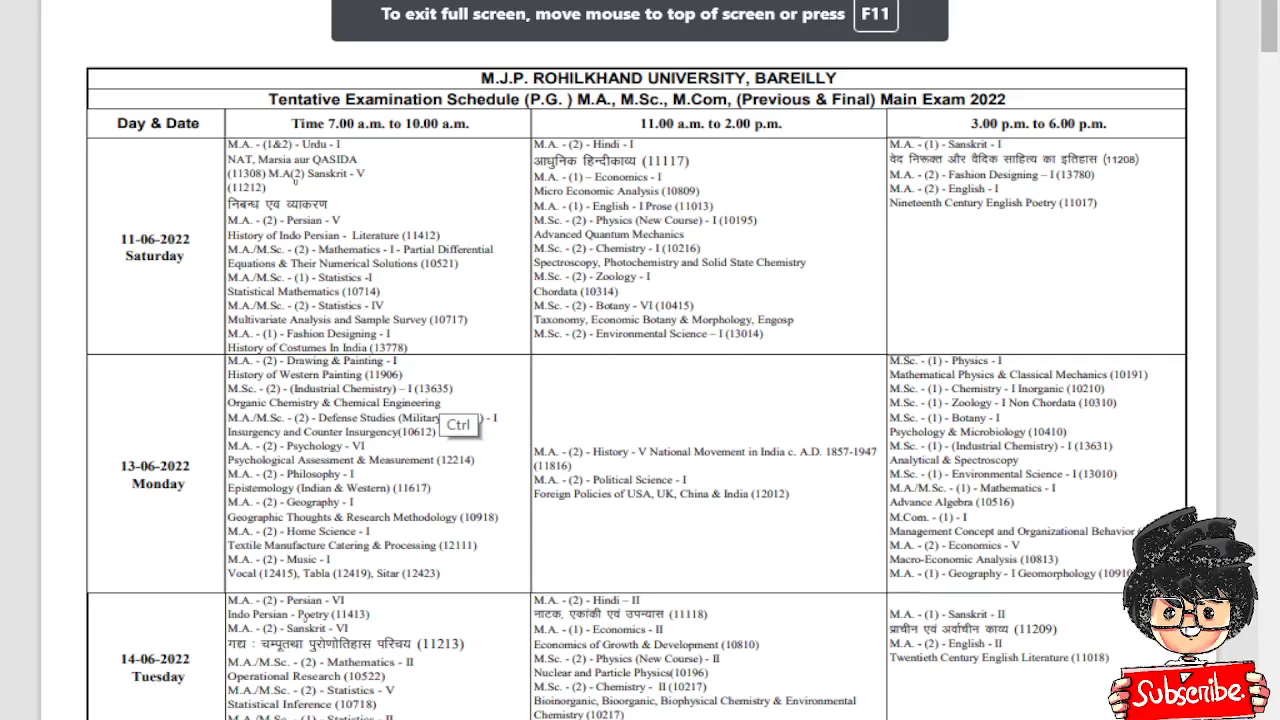 To exit full screen, move mouse to top of screen or press F11
M.J.P. ROHILKHAND UNIVERSITY, BAREILLY
Tentative Examination Schedule (P.G. ) M.A., M.Sc., M.Com, (Previous & Final) Main Exam 2022
Day & Date
Time 7.00 a.m. to 10.00 a.m.
11.00 a.m. to 2.00 p.m.
3.00 p.m. to 6.00 p.m.
11-06-2022
Saturday
M.A. - (1&2) - Urdu - I
NAT, Marsia aur QASIDA
(11308) M.A(2) Sanskrit - V
(11212)
निबन्ध एवं व्याकरण
M.A. - (2) - Persian - V
History of Indo Persian - Literature (11412)
M.A./M.Sc. - (2) - Mathematics - I - Partial Differential
Equations & Their Numerical Solutions (10521)
M.A./M.Sc. - (1) - Statistics -I
Statistical Mathematics (10714)
M.A./M.Sc. - (2) - Statistics - IV
Multivariate Analysis and Sample Survey (10717)
M.A. - (1) - Fashion Designing - I
History of Costumes In India (13778)
M.A. - (2) - Hindi - I
आधुनिक हिन्दीकाव्य (11117)
M.A. - (1) – Economics - I
Micro Economic Analysis (10809)
M.A. - (1) - English - I Prose (11013)
M.Sc. - (2) - Physics (New Course) - I (10195)
Advanced Quantum Mechanics
M.Sc. - (2) - Chemistry - I (10216)
Spectroscopy, Photochemistry and Solid State Chemistry
M.Sc. - (2) - Zoology - I
Chordata (10314)
M.Sc. - (2) - Botany - VI (10415)
Taxonomy, Economic Botany & Morphology, Engosp
M.Sc. - (2) - Environmental Science – I (13014)
M.A. - (1) - Sanskrit - I
वेद निरूक्त और वैदिक साहित्य का इतिहास (11208)
M.A. - (2) - Fashion Designing – I (13780)
M.A. - (2) - English - I
Nineteenth Century English Poetry (11017)
13-06-2022
Monday
M.A. - (2) - Drawing & Painting - I
History of Western Painting (11906)
M.Sc. - (2) - (Industrial Chemistry) – I (13635)
Organic Chemistry & Chemical Engineering
M.A./M.Sc. - (2) - Defense Studies (Military ) - I
Ctrl
Insurgency and Counter Insurgency(10612)
M.A. - (2) - Psychology - VI
Psychological Assessment & Measurement (12214)
M.A. - (2) - Philosophy - I
Epistemology (Indian & Western) (11617)
M.A. - (2) - Geography - I
Geographic Thoughts & Research Methodology (10918)
M.A. - (2) - Home Science - I
Textile Manufacture Catering & Processing (12111)
M.A. - (2) - Music - I
Vocal (12415), Tabla (12419), Sitar (12423)
M.A. - (2) - History - V National Movement in India c. A.D. 1857-1947
(11816)
M.A. - (2) - Political Science - I
Foreign Policies of USA, UK, China & India (12012)
M.Sc. - (1) - Physics - I
Mathematical Physics & Classical Mechanics (10191)
M.Sc. - (1) - Chemistry - I Inorganic (10210)
M.Sc. - (1) - Zoology - I Non Chordata (10310)
M.Sc. - (1) - Botany - I
Psychology & Microbiology (10410)
M.Sc. - (1) - (Industrial Chemistry) - I (13631)
Analytical & Spectroscopy
M.Sc. - (1) - Environmental Science - I (13010)
M.A./M.Sc. - (1) - Mathematics - I
Advance Algebra (10516)
M.Com. - (1) - I
Management Concept and Organizational Behavior
M.A. - (2) - Economics - V
Macro-Economic Analysis (10813)
M.A. - (1) - Geography - I Geomorphology (10910
14-06-2022
Tuesday
M.A. - (2) - Persian - VI
Indo Persian - Poetry (11413)
M.A. - (2) - Sanskrit - VI
गद्य : चम्पूतथा पुरोणोतिहास परिचय (11213)
M.A./M.Sc. - (2) - Mathematics - II
Operational Research (10522)
M.A./M.Sc. - (2) - Statistics - V
Statistical Inference (10718)
M.A./M.Sc. - (1) - Statistics - II
M.A. - (2) - Hindi – II
नाटक, एकांकी एवं उपन्यास (11118)
M.A. - (1) - Economics - II
Economics of Growth & Development (10810)
M.Sc. - (2) - Physics (New Course) - II
Nuclear and Particle Physics(10196)
M.Sc. - (2) - Chemistry - II (10217)
Bioinorganic, Bioorganic, Biophysical Chemistry & Environmental
Chemistry (10217)
M.A. - (1) - Sanskrit - II
प्राचीन एवं अर्वाचीन काव्य (11209)
M.A. - (2) - English - II
Twentieth Century English Literature (11018)
Subscribe